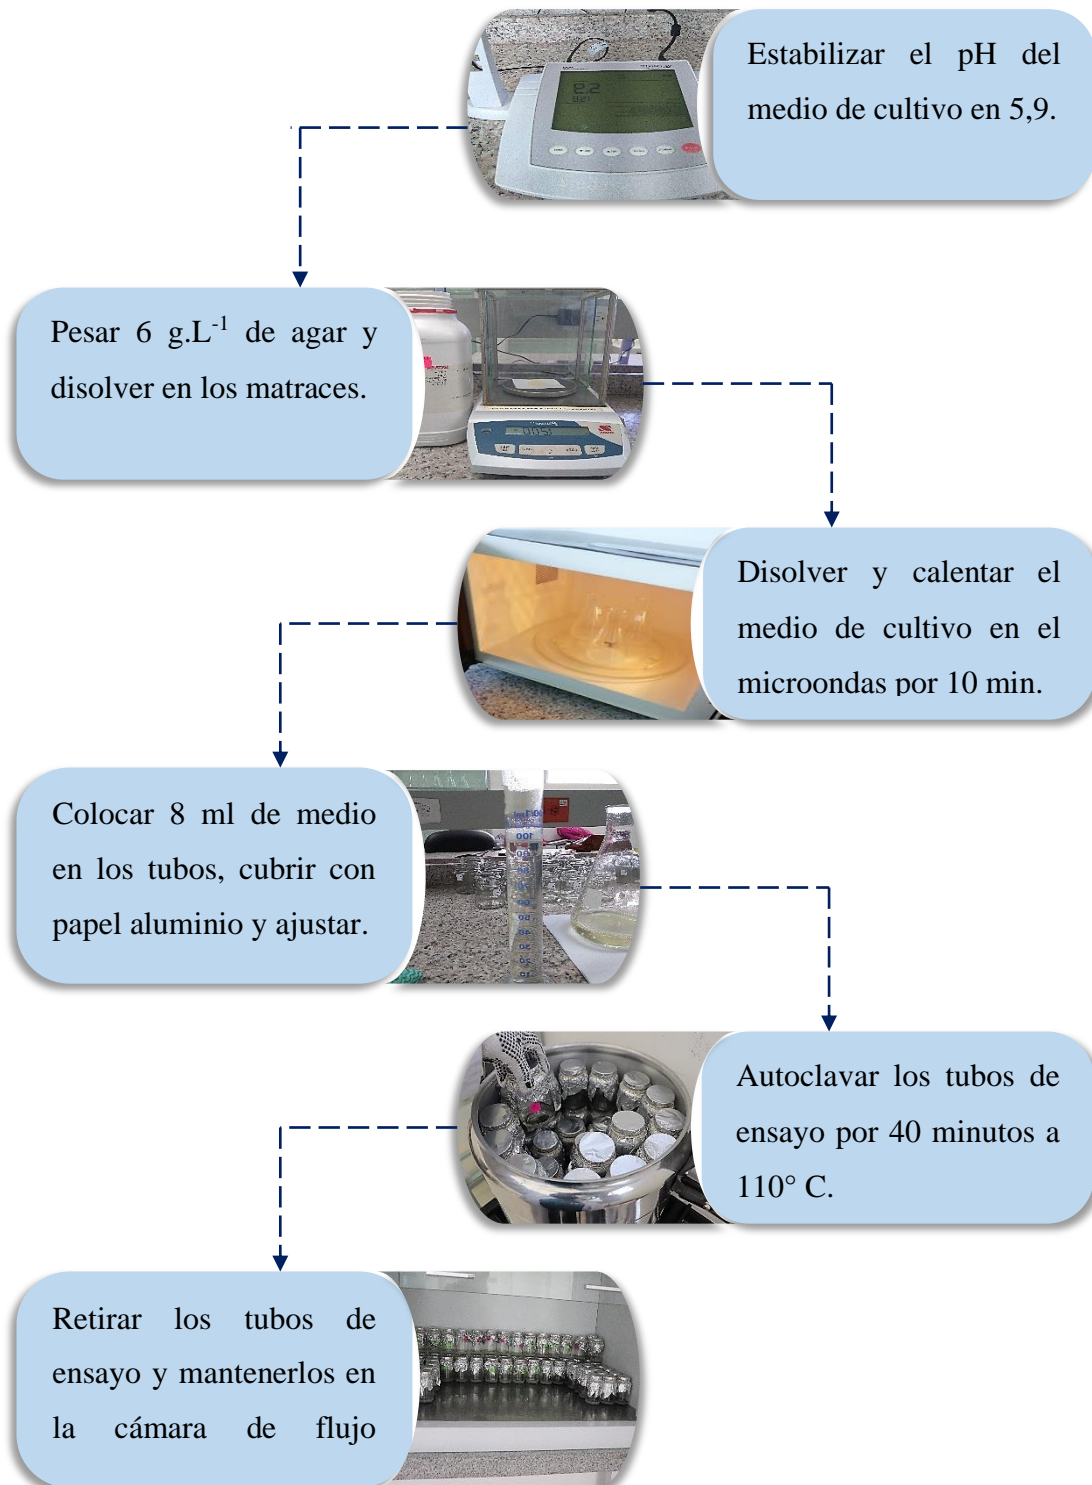 Estabilizar el pH del
medio de cultivo en 5,9.
Pesar 6 g.L⁻¹ de agar y
disolver en los matraces.
Disolver y calentar el
medio de cultivo en el
microondas por 10 min.
Colocar 8 ml de medio
en los tubos, cubrir con
papel aluminio y ajustar.
100
Autoclavar los tubos de
ensayo por 40 minutos a
110° C.
Retirar los tubos de
ensayo y mantenerlos en
la cámara de flujo